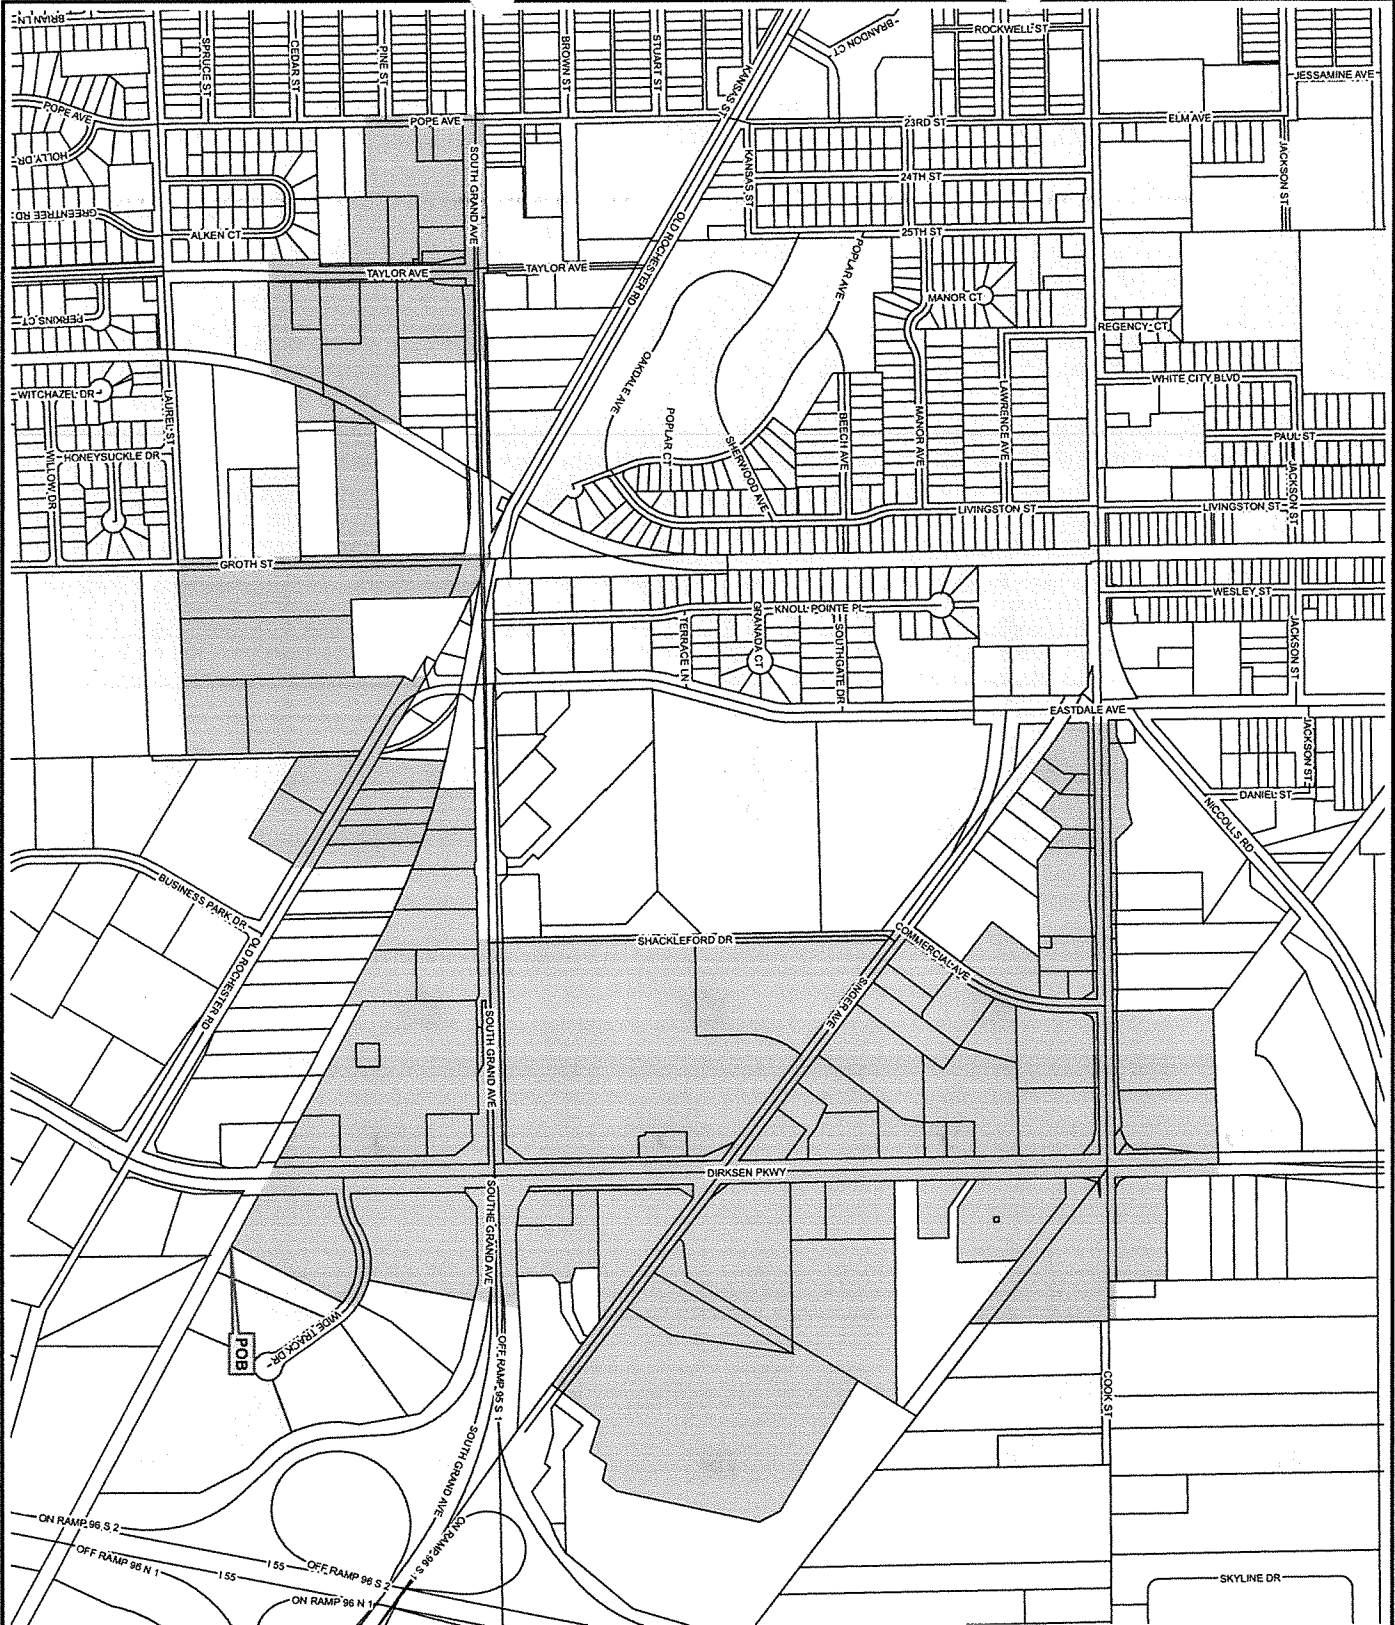 BRIAN LN
SPRUCE ST
CEDAR ST
PINE ST
BROWN ST
STUART ST
KANSAS ST
BRANDON CT
ROCKWELL ST
JESSAMINE AVE
POPE AVE
POPE AVE
23RD ST
ELM AVE
HOLLY DR
SOUTH GRAND AVE
KANSAS ST
24TH ST
JACKSON ST
GREENTREE RD
ALKEN CT
OLD ROCHESTER RD
25TH ST
TAYLOR AVE
TAYLOR AVE
POPLAR AVE
MANOR CT
PERKINS CT
REGENCY CT
OAKDALE AVE
WHITE CITY BLVD
WITCHAZEL DR
LAUREL ST
POPLAR CT
SHERWOOD AVE
BEECH AVE
MANOR AVE
LAWRENCE AVE
PAUL ST
WILLOW DR
HONEYSUCKLE DR
JACKSON ST
LIVINGSTON ST
LIVINGSTON ST
GROTH ST
WESLEY ST
KNOLL POINTE PL
TERRACE LN
GRANADA CT
SOUTHGATE DR
JACKSON ST
EASTDALE AVE
JACKSON ST
DANIEL ST
NICCOLLS RD
BUSINESS PARK DR
OLD ROCHESTER RD
SHACKLEFORD DR
COMMERCIAL AVE
SINGER AVE
SOUTH GRAND AVE
DIRKSEN PKWY
SOUTHE GRAND AVE
WIDE TRACK DR
POB
OFF RAMP 95 S 1
COOK ST
SOUTH GRAND AVE
ON RAMP 96 S 1
ON RAMP 96 S 2
OFF RAMP 96 N 1
I 55
I 55
OFF RAMP 96 S 2
ON RAMP 96 N 1
SKYLINE DR